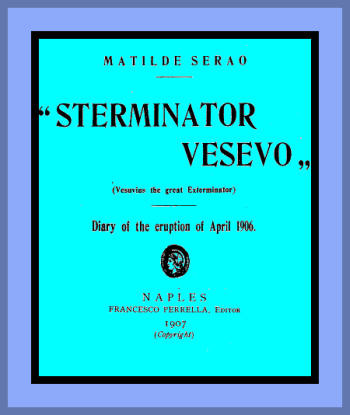 MATILDE SERAO
“STERMINATOR
VESEVO„
(Vesuvius the great Exterminator)
Diary of the eruption of April 1906.
NAPLES
FRANCESCO PERRELLA, Editor
1907
(Copyright)